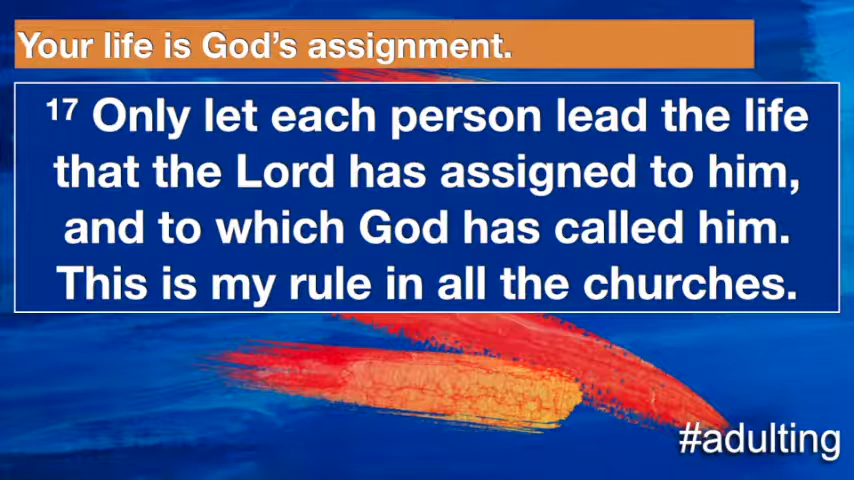 Your life is God's assignment.
17 Only let each person lead the life
that the Lord has assigned to him,
and to which God has called him.
This is my rule in all the churches.
#adulting